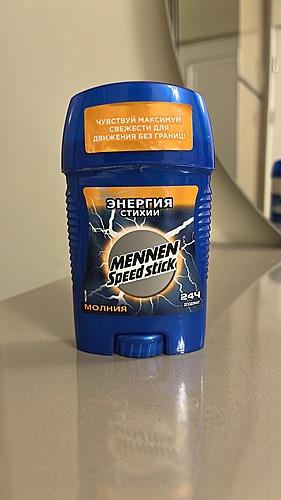 ЧУВСТВУЙ МАКСИМУМ
СВЕЖЕСТИ ДЛЯ
ДВИЖЕНИЯ БЕЗ ГРАНИЦ!
ЭНЕРГИЯ
СТИХИИ
MENNEN
Speed stick
24Ч
МОЛНИЯ